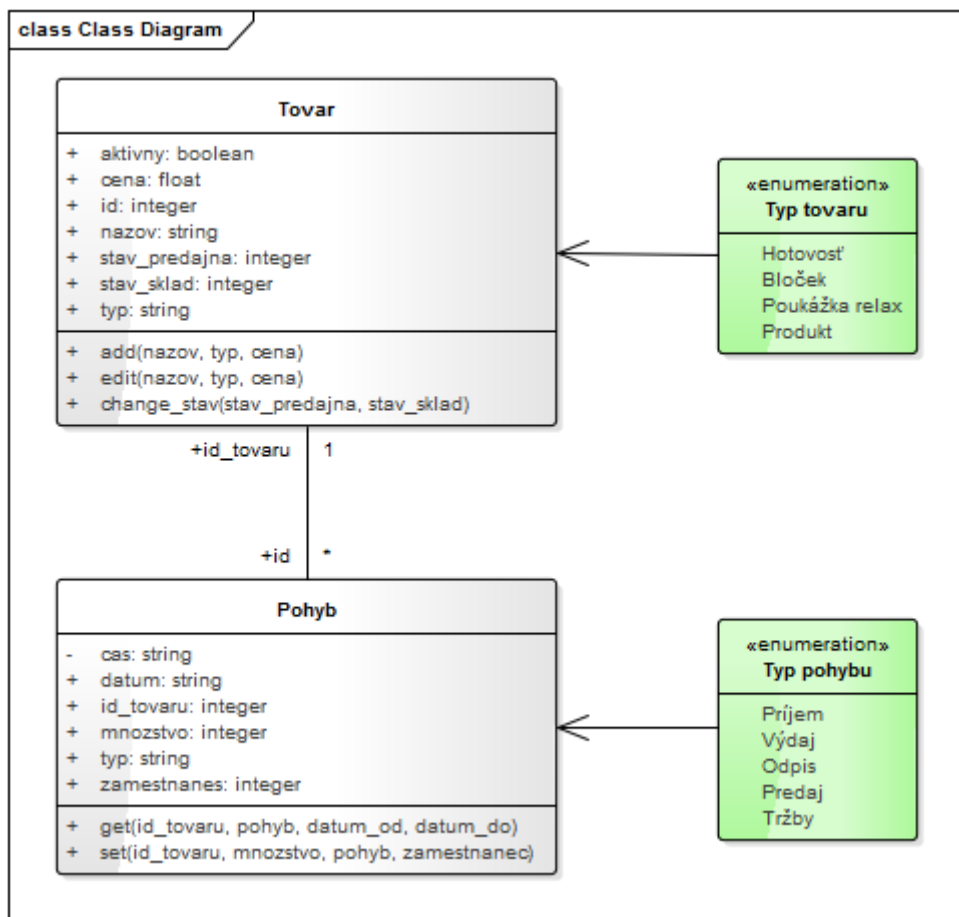 class Class Diagram
Tovar
+ aktivny: boolean
+ cena: float
+ id: integer
+ nazov: string
+ stav_predajna: integer
+ stav_sklad: integer
+ typ: string
+ add(nazov, typ, cena)
+ edit(nazov, typ, cena)
+ change_stav(stav_predajna, stav_sklad)
«enumeration»
Typ tovaru
Hotovosť
Bloček
Poukážka relax
Produkt
+id_tovaru 1
+id *
Pohyb
- cas: string
+ datum: string
+ id_tovaru: integer
+ mnozstvo: integer
+ typ: string
+ zamestnanes: integer
+ get(id_tovaru, pohyb, datum_od, datum_do)
+ set(id_tovaru, mnozstvo, pohyb, zamestnanec)
«enumeration»
Typ pohybu
Príjem
Výdaj
Odpis
Predaj
Tržby